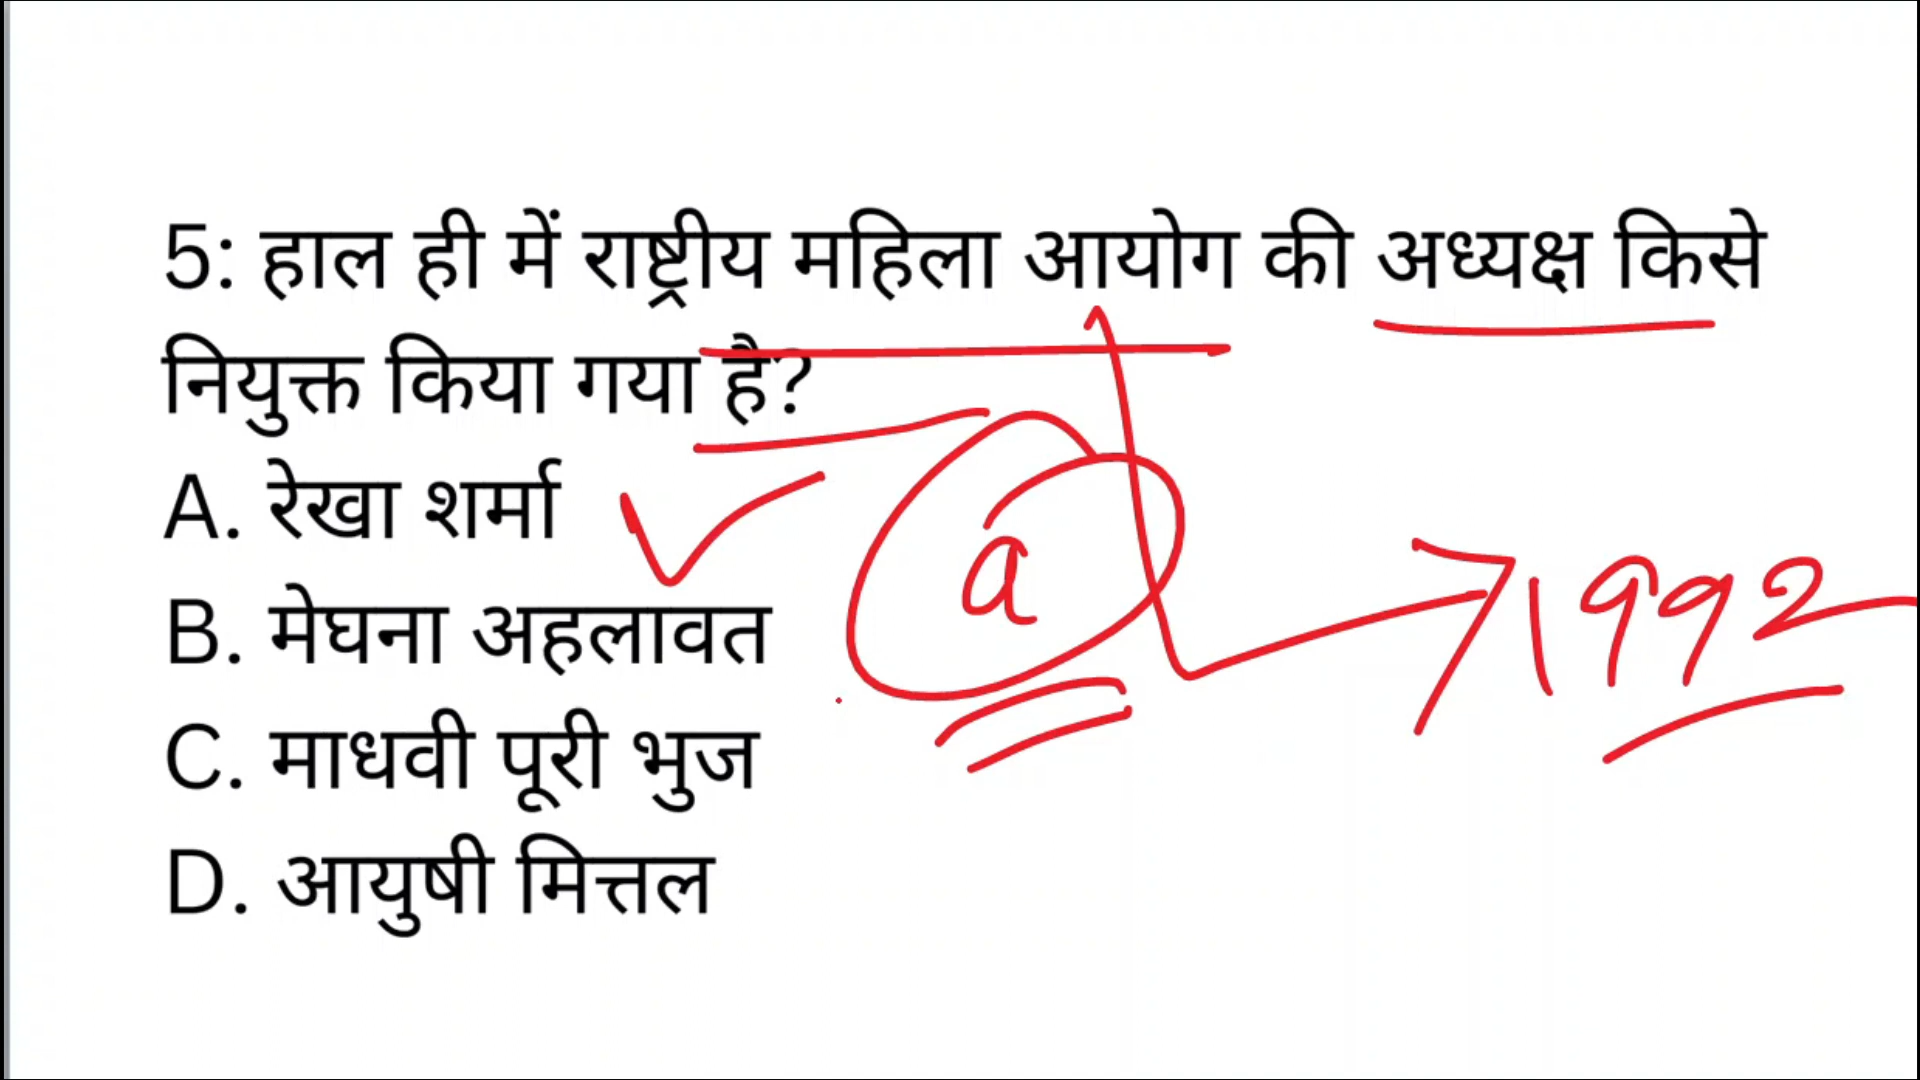 5: हाल ही में राष्ट्रीय महिला आयोग की अध्यक्ष किसे
नियुक्त किया गया है?
A. रेखा शर्मा
B. मेघना अहलावत
C. माधवी पूरी भुज
D. आयुषी मित्तल
a
1992